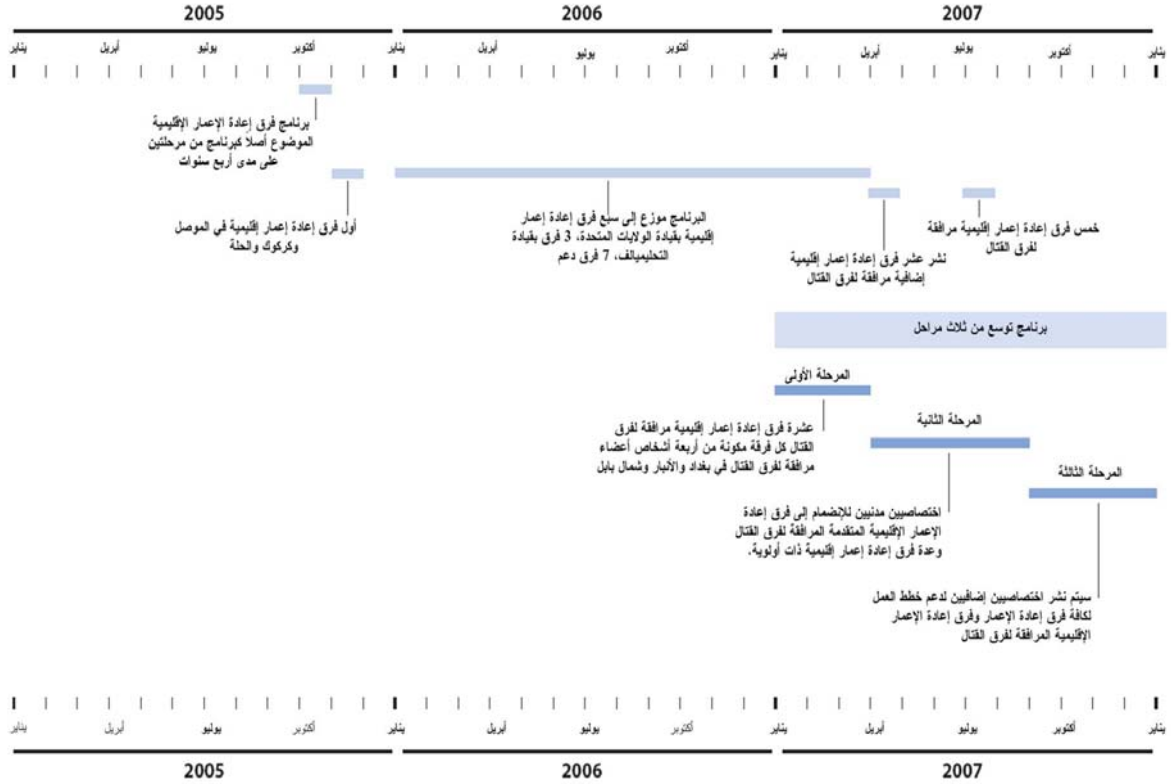 2005
2006
2007
يناير
أبريل
يوليو
أكتوبر
يناير
أبريل
يوليو
أكتوبر
يناير
أبريل
يوليو
أكتوبر
يناير
برنامج فرق إعادة الإعمار الإقليمية
الموضوع أصلاً كبرنامج من مرحلتين
على مدى أربع سنوات
أول فرق إعادة إعمار إقليمية في الموصل
وكركوك والحلة
البرنامج موزع إلى سبع فرق إعادة إعمار
إقليمية بقيادة الولايات المتحدة، 3 فرق بقيادة
التحليمالف، 7 فرق دعم
نشر عشر فرق إعادة إعمار إقليمية
إضافية مرافقة لفرق القتال
خمس فرق إعادة إعمار إقليمية مرافقة
لفرق القتال
برنامج توسع من ثلاث مراحل
المرحلة الأولى
عشرة فرق إعادة إعمار إقليمية مرافقة لفرق
القتال كل فرقة مكونة من أربعة أشخاص أعضاء
مرافقة لفرق القتال في بغداد والأنبار وشمال بابل
المرحلة الثانية
اختصاصيين مدنيين للإنضمام إلى فرق إعادة
الإعمار الإقليمية المتقدمة المرافقة لفرق القتال
وعدة فرق إعادة إعمار إقليمية ذات أولوية.
المرحلة الثالثة
سيتم نشر اختصاصيين إضافيين لدعم خطط العمل
لكافة فرق إعادة الإعمار وفرق إعادة الإعمار
الإقليمية المرافقة لفرق القتال
يناير
أبريل
يوليو
أكتوبر
يناير
أبريل
يوليو
أكتوبر
يناير
أبريل
يوليو
أكتوبر
يناير
2005
2006
2007